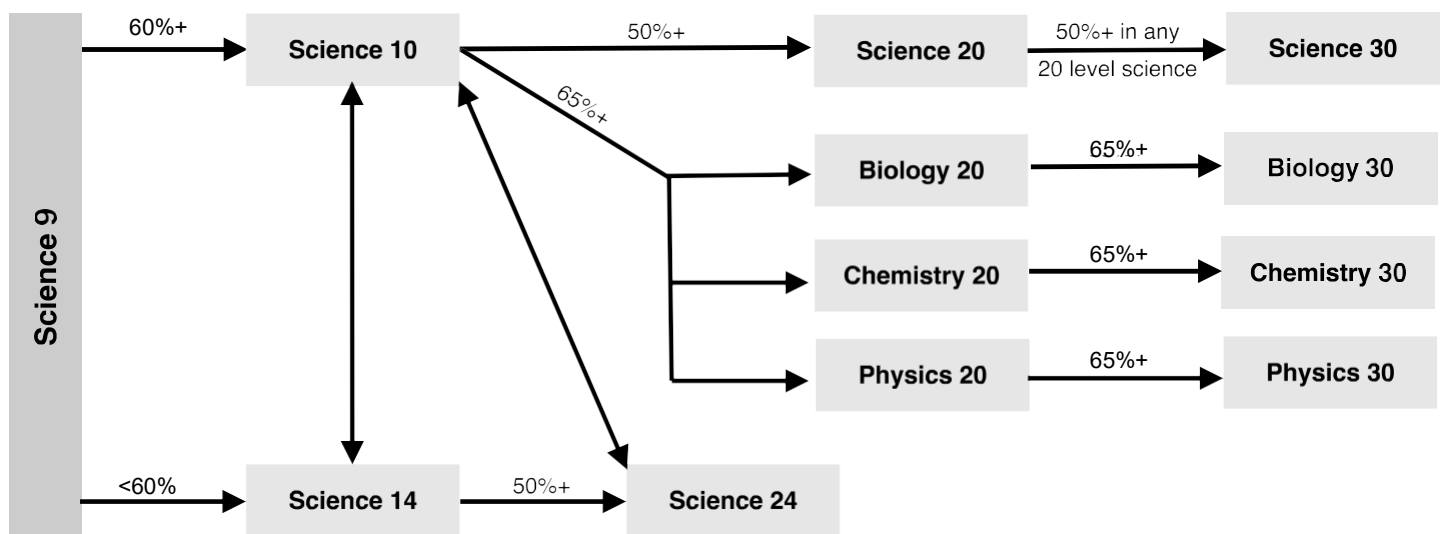 Science 9
60%+
Science 10
50%+
Science 20
50%+ in any
20 level science
Science 30
65%+
Biology 20
65%+
Biology 30
Chemistry 20
65%+
Chemistry 30
Physics 20
65%+
Physics 30
<60%
Science 14
50%+
Science 24